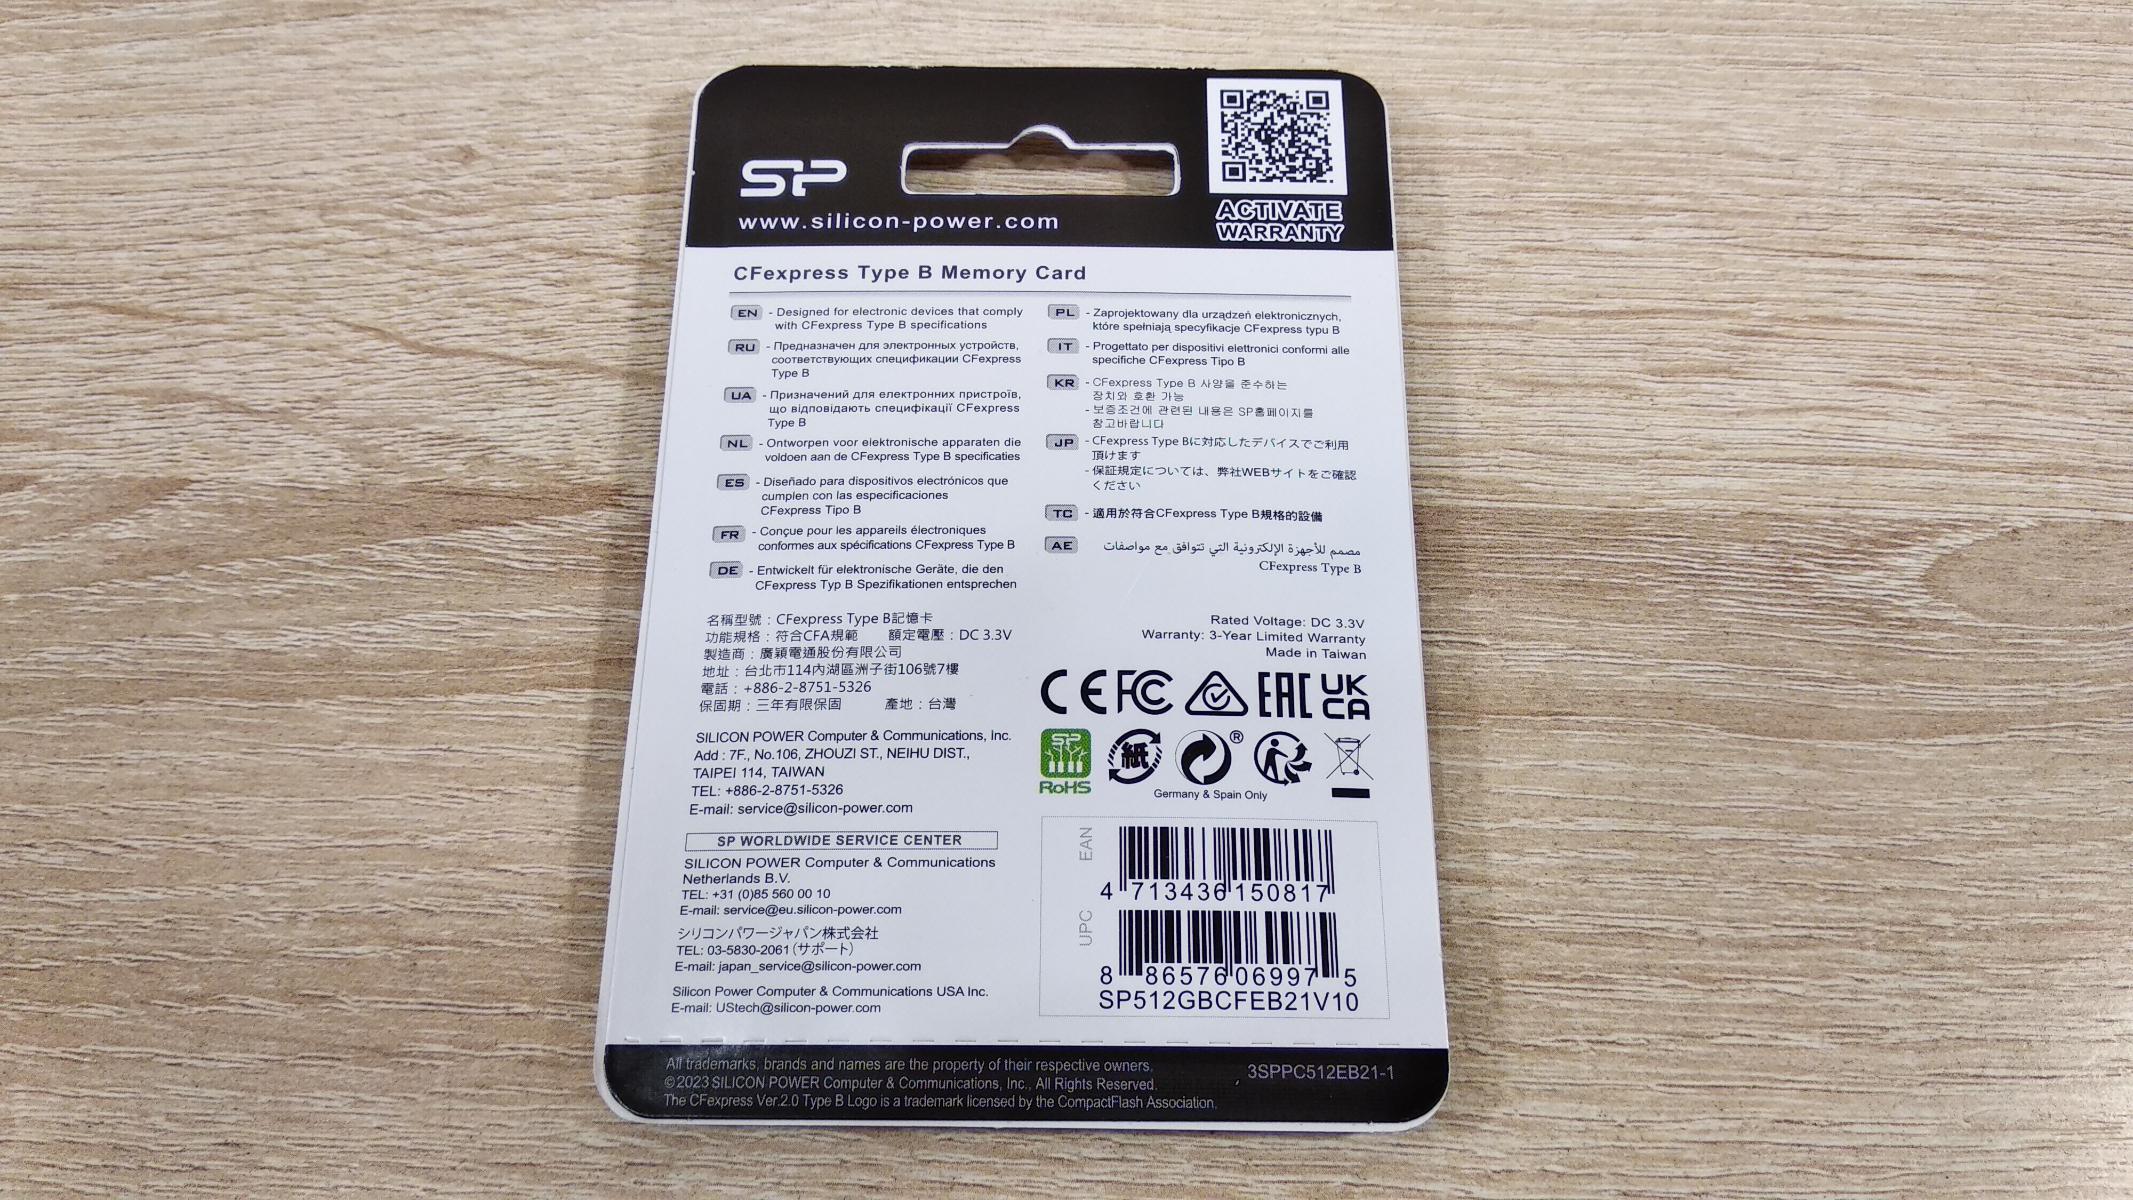 SP
www.silicon-power.com
ACTIVATE
WARRANTY
CFexpress Type B Memory Card
EN - Designed for electronic devices that comply
with CFexpress Type B specifications
RU - Предназначен для электронных устройств,
соответствующих спецификации CFexpress
Type B
UA - Призначений для електронних пристроїв,
що відповідають специфікації CFexpress
Type B
NL - Ontworpen voor elektronische apparaten die
voldoen aan de CFexpress Type B specificaties
ES - Diseñado para dispositivos electrónicos que
cumplen con las especificaciones
CFexpress Tipo B
FR - Conçue pour les appareils électroniques
conformes aux spécifications CFexpress Type B
DE - Entwickelt für elektronische Geräte, die den
CFexpress Typ B Spezifikationen entsprechen
PL - Zaprojektowany dla urządzeń elektronicznych,
które spełniają specyfikacje CFexpress typu B
IT - Progettato per dispositivi elettronici conformi alle
specifiche CFexpress Tipo B
KR - CFexpress Type B 사양을 준수하는
장치와 호환 가능
- 보증조건에 관련된 내용은 SP홈페이지를
참고바랍니다
JP - CFexpress Type Bに対応したデバイスでご利用
頂けます
- 保証規定については、弊社WEBサイトをご確認
ください
TC - 適用於符合CFexpress Type B規格的設備
AE مصمم للأجهزة الإلكترونية التي تتوافق مع مواصفات
CFexpress Type B
名稱型號：CFexpress Type B記憶卡
功能規格：符合CFA規範 額定電壓：DC 3.3V
製造商：廣穎電通股份有限公司
地址：台北市114內湖區洲子街106號7樓
電話：+886-2-8751-5326
保固期：三年有限保固 產地：台灣
Rated Voltage: DC 3.3V
Warranty: 3-Year Limited Warranty
Made in Taiwan
CE FC EAC UK
CA
SP
RoHS
紙
®
Germany & Spain Only
SILICON POWER Computer & Communications, Inc.
Add : 7F., No.106, ZHOUZI ST., NEIHU DIST.,
TAIPEI 114, TAIWAN
TEL: +886-2-8751-5326
E-mail: service@silicon-power.com
SP WORLDWIDE SERVICE CENTER
SILICON POWER Computer & Communications
Netherlands B.V.
TEL: +31 (0)85 560 00 10
E-mail: service@eu.silicon-power.com
シリコンパワージャパン株式会社
TEL: 03-5830-2061 (サポート)
E-mail: japan_service@silicon-power.com
Silicon Power Computer & Communications USA Inc.
E-mail: UStech@silicon-power.com
EAN
4 713436 150817
UPC
8 86576 06997 5
SP512GBCFEB21V10
All trademarks, brands and names are the property of their respective owners.
©2023 SILICON POWER Computer & Communications, Inc., All Rights Reserved.
The CFexpress Ver.2.0 Type B Logo is a trademark licensed by the CompactFlash Association.
3SPPC512EB21-1